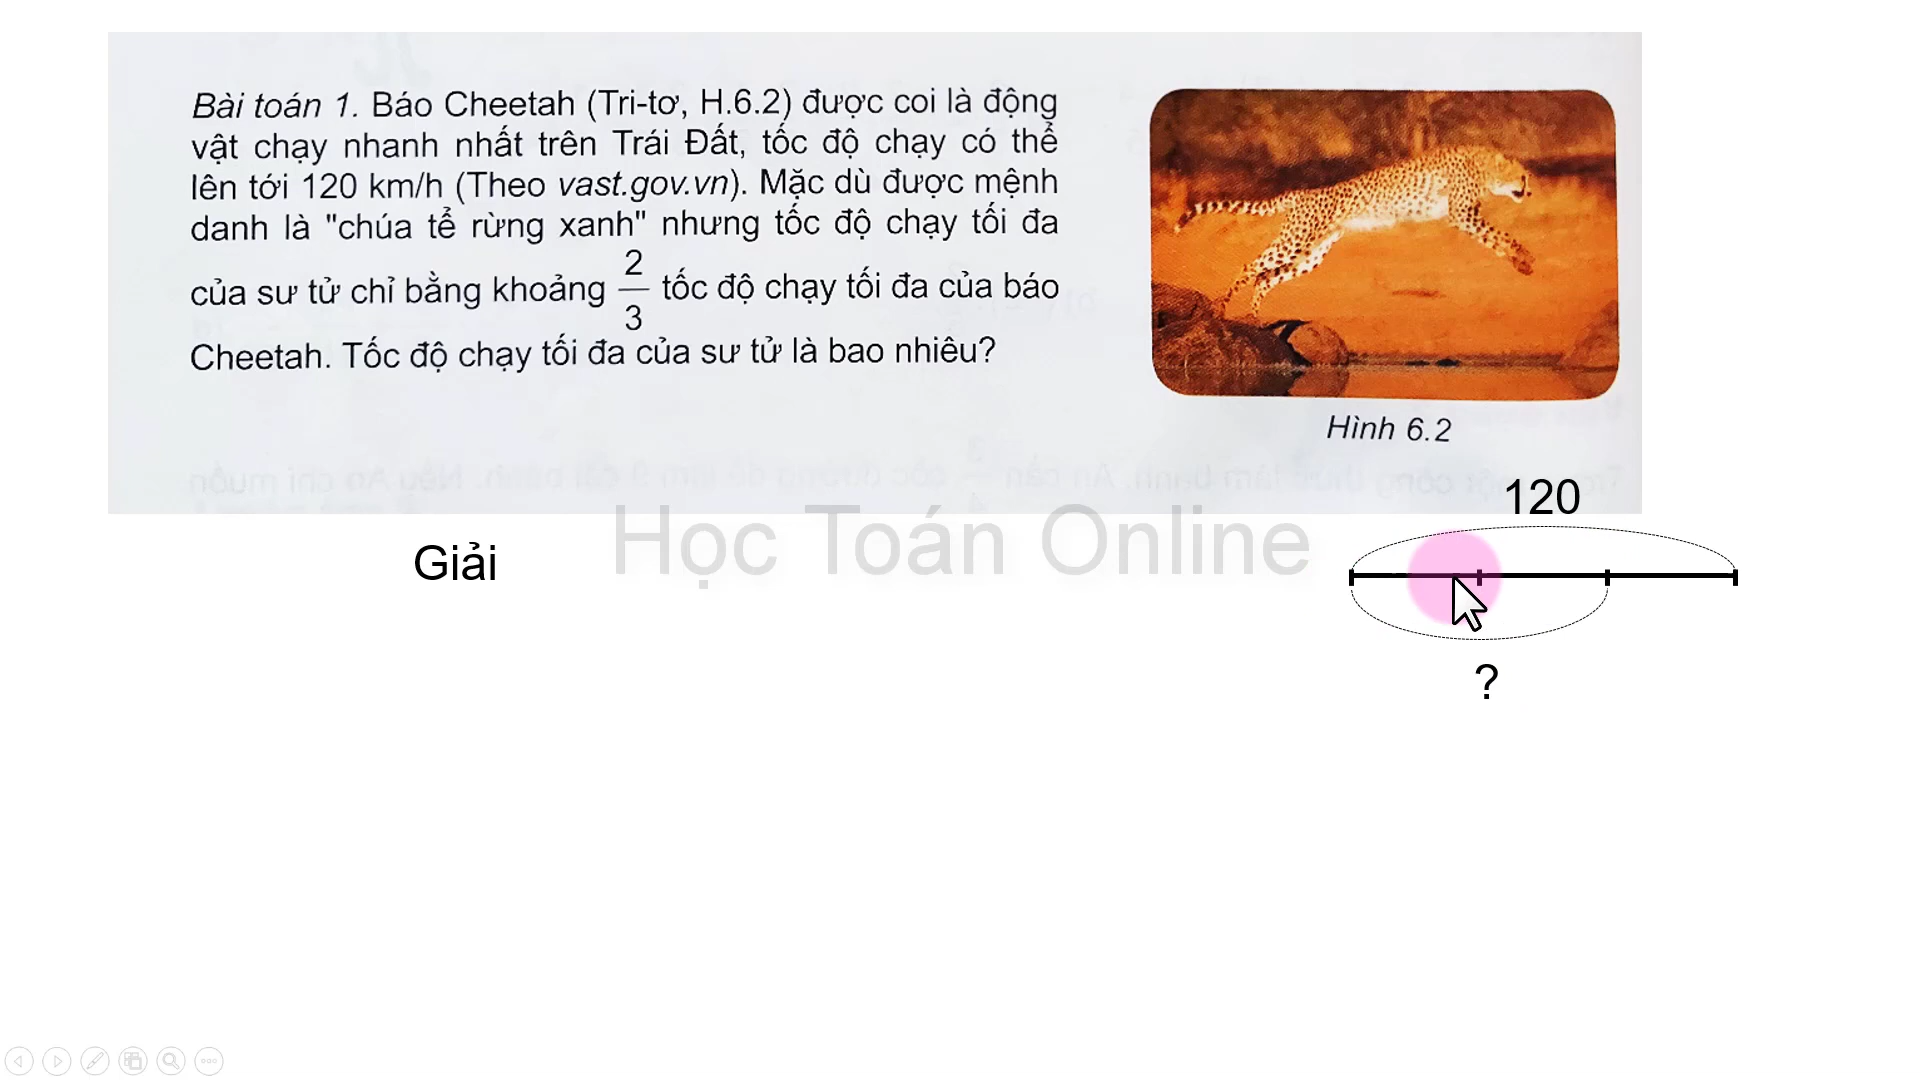 Bài toán 1. Báo Cheetah (Tri-tơ, H.6.2) được coi là động
vật chạy nhanh nhất trên Trái Đất, tốc độ chạy có thể
lên tới 120 km/h (Theo vast.gov.vn). Mặc dù được mệnh
danh là "chúa tể rừng xanh" nhưng tốc độ chạy tối đa
của sư tử chỉ bằng khoảng 2/3 tốc độ chạy tối đa của báo
Cheetah. Tốc độ chạy tối đa của sư tử là bao nhiêu?
Hình 6.2
120
Học Toán Online
Giải
?